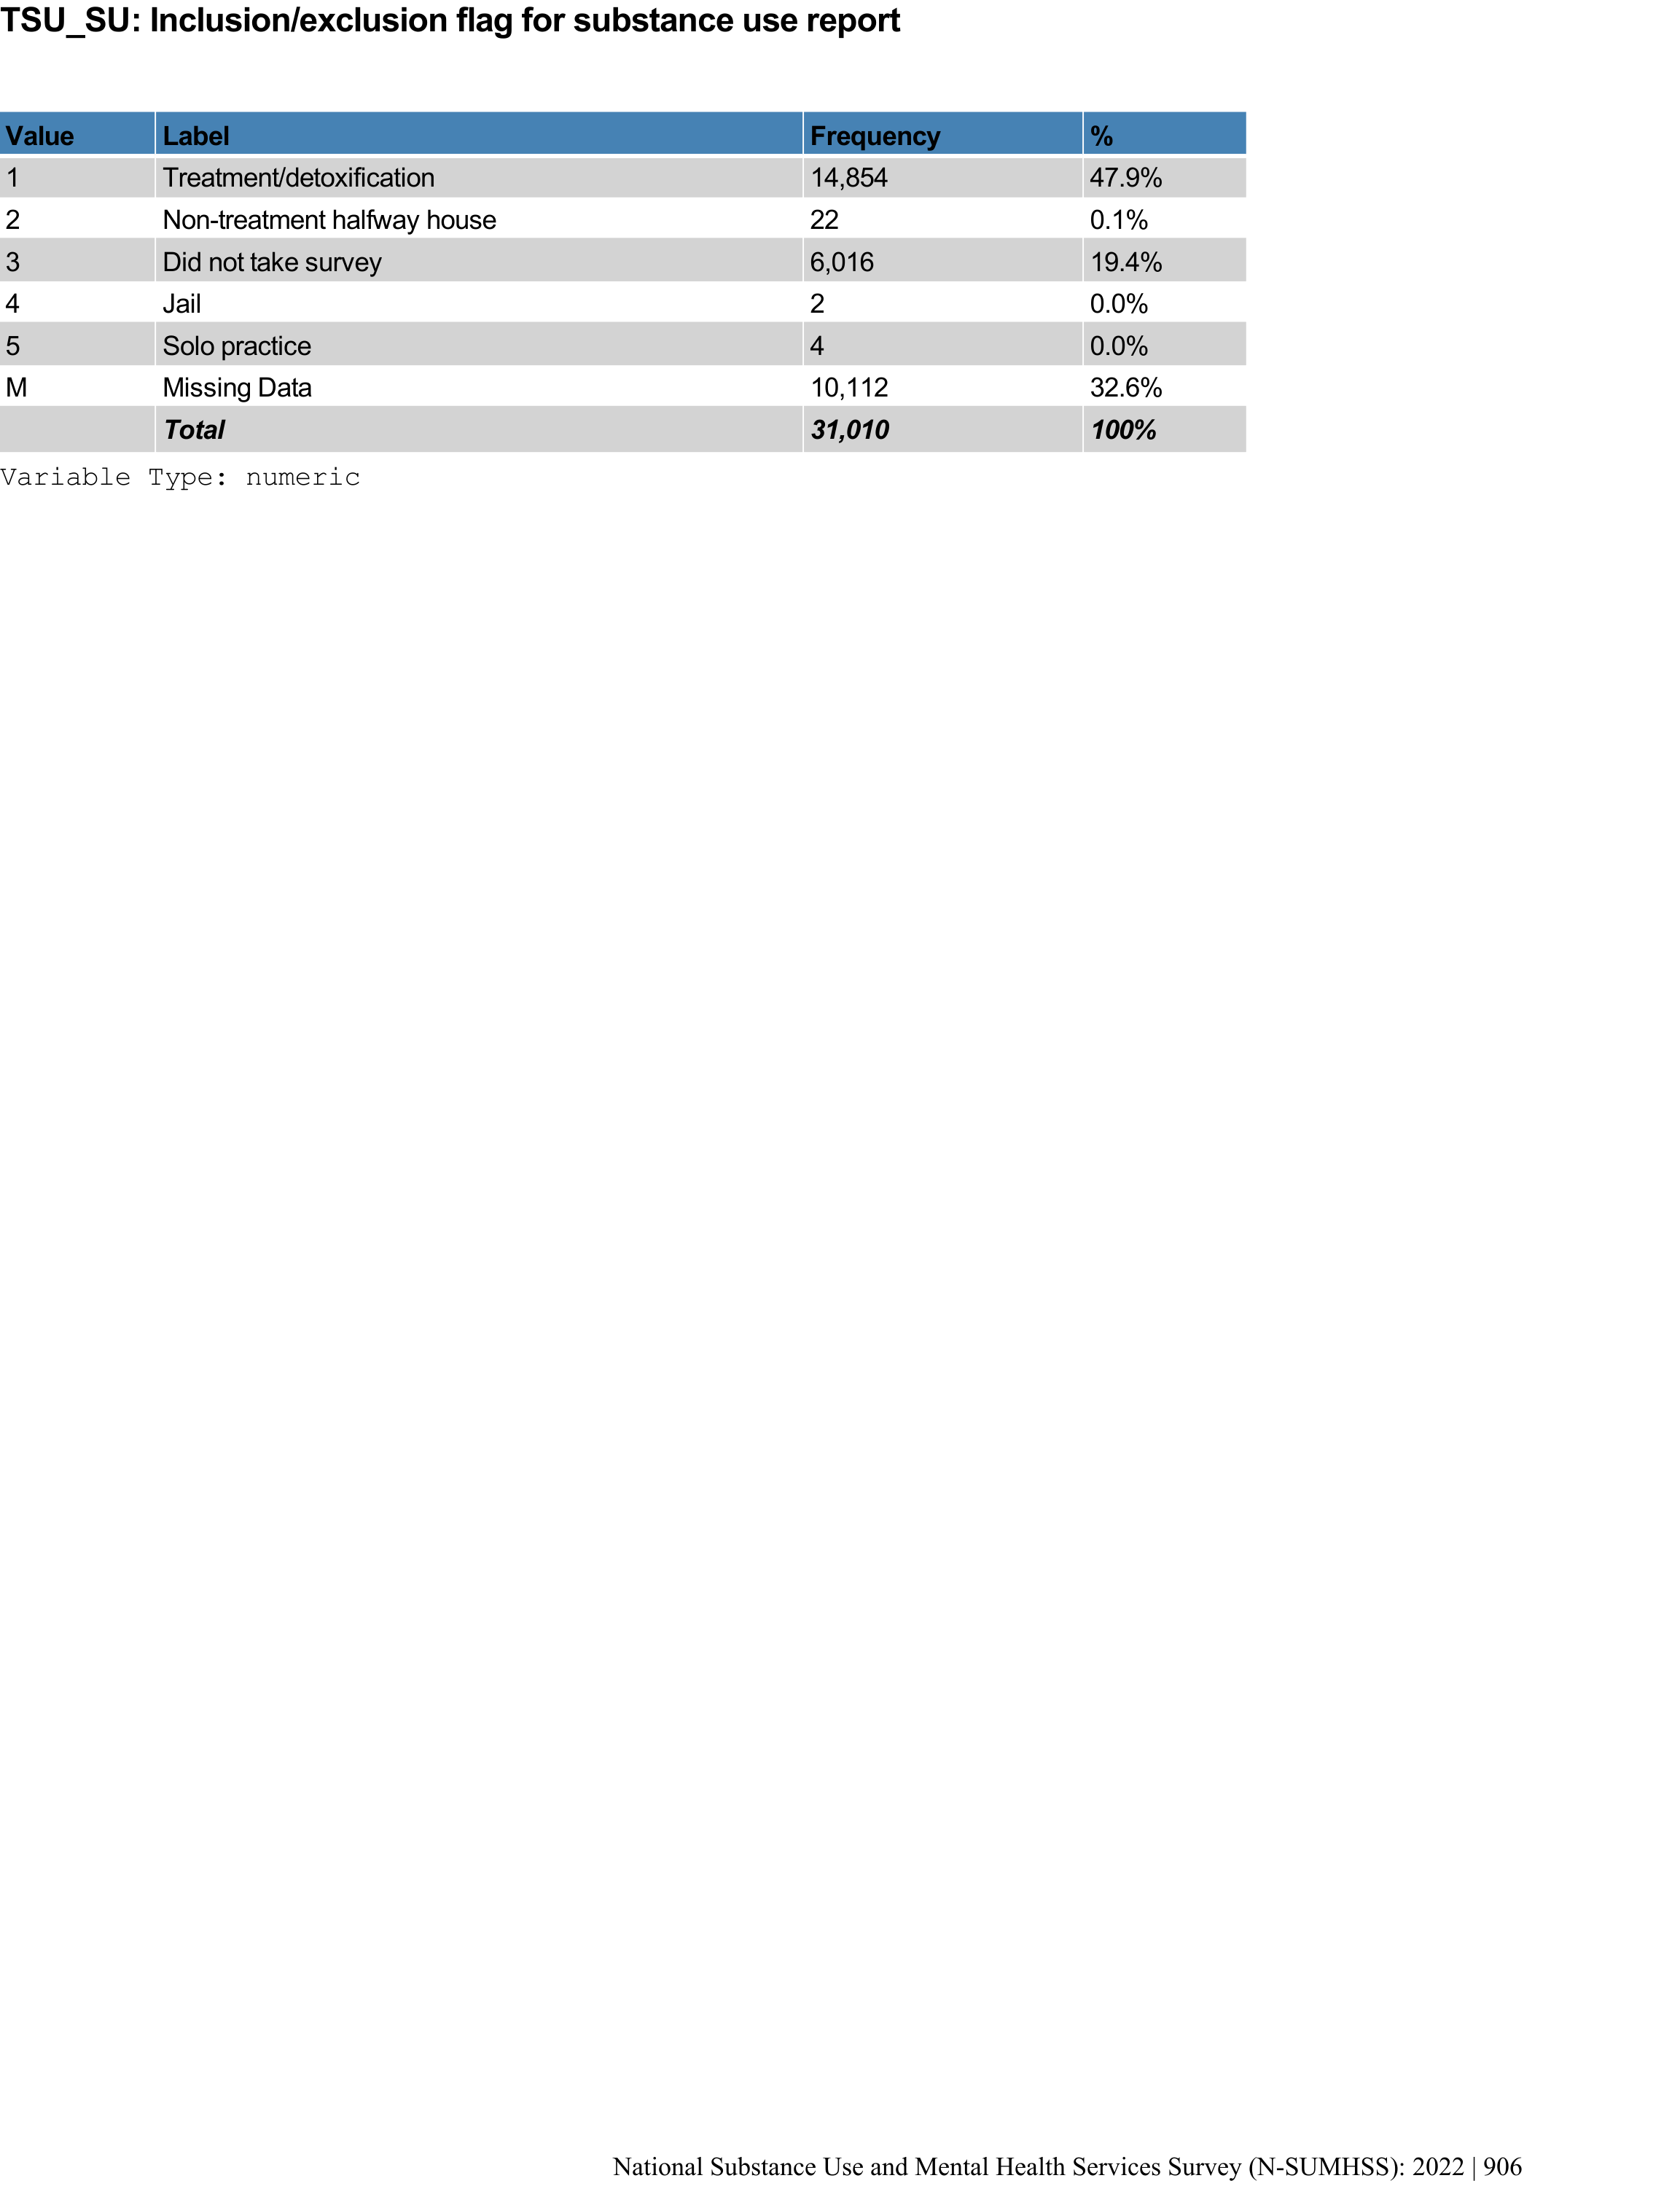 TSU_SU: Inclusion/exclusion flag for substance use report
Value Label Frequency %
1 Treatment/detoxification 14,854 47.9%
2 Non-treatment halfway house 22 0.1%
3 Did not take survey 6,016 19.4%
4 Jail 2 0.0%
5 Solo practice 4 0.0%
M Missing Data 10,112 32.6%
Total 31,010 100%
Variable Type: numeric
National Substance Use and Mental Health Services Survey (N-SUMHSS): 2022 | 906